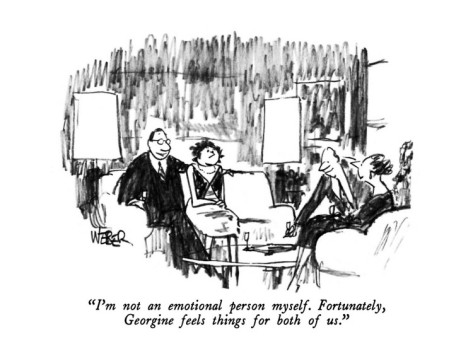 WEBER
"I'm not an emotional person myself. Fortunately,
Georgine feels things for both of us."